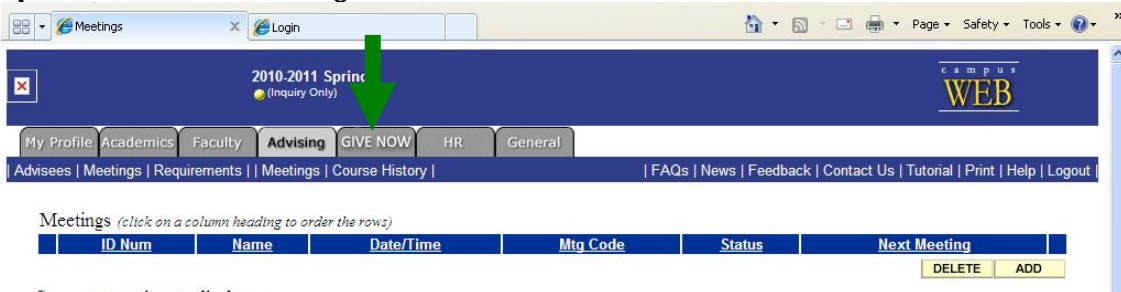 Meetings
Login
Page
Safety
Tools
2010-2011
(Inquiry Only)
campus
WEB
My Profile
Academics
Faculty
Advising
GIVE NOW
HR
General
| Advisees | Meetings | Requirements | | Meetings | Course History |
| FAQs | News | Feedback | Contact Us | Tutorial | Print | Help | Logout |
Meetings (click on a column heading to order the rows)
ID Num Name Date/Time Mtg Code Status Next Meeting
DELETE ADD